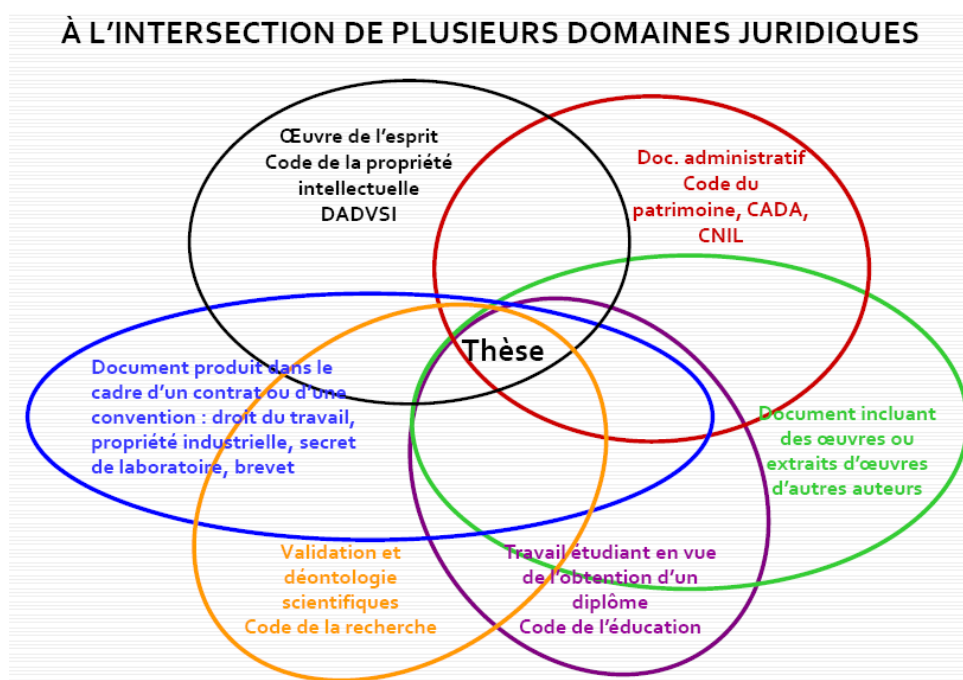 À L’INTERSECTION DE PLUSIEURS DOMAINES JURIDIQUES
Œuvre de l’esprit
Code de la propriété
intellectuelle
DADVSI
Doc. administratif
Code du
patrimoine, CADA,
CNIL
Thèse
Document produit dans le
cadre d’un contrat ou d’une
convention : droit du travail,
propriété industrielle, secret
de laboratoire, brevet
Document incluant
des œuvres ou
extraits d’œuvres
d’autres auteurs
Validation et
déontologie
scientifiques
Code de la recherche
Travail étudiant en vue
de l’obtention d’un
diplôme
Code de l’éducation